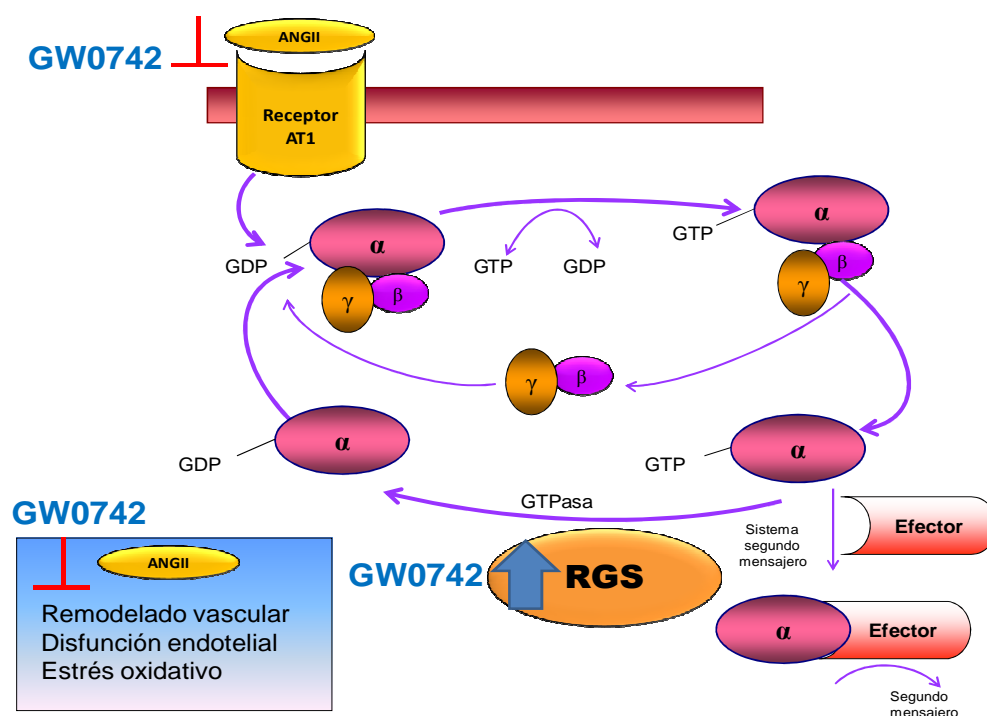 ANGII
GW0742
Receptor
AT1
α
α
GTP
GDP
GTP
GDP
β
γ
β
γ
γ
β
α
α
GDP
GTP
GTPasa
GW0742
Efector
Sistema
segundo
mensajero
ANGII
GW0742
RGS
Remodelado vascular
Disfunción endotelial
Estrés oxidativo
α
Efector
Segundo
mensajero